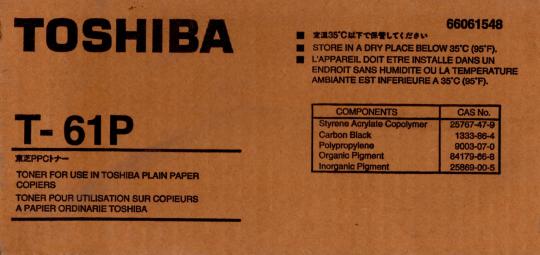 TOSHIBA
T-61P
東芝PPCトナー
TONER FOR USE IN TOSHIBA PLAIN PAPER
COPIERS
TONER POUR UTILISATION SUR COPIEURS
A PAPIER ORDINARIE TOSHIBA
66061548
■ 室温35℃以下で保管してください
■ STORE IN A DRY PLACE BELOW 35°C (95°F).
■ L'APPAREIL DOIT ETRE INSTALLE DANS UN
ENDROIT SANS HUMIDITE OU LA TEMPERATURE
AMBIANTE EST INFERIEURE A 35°C (95°F).
COMPONENTS CAS No.
Styrene Acrylate Copolymer 25767-47-9
Carbon Black 1333-86-4
Polypropylene 9003-07-0
Organic Pigment 84179-66-8
Inorganic Pigment 25869-00-5